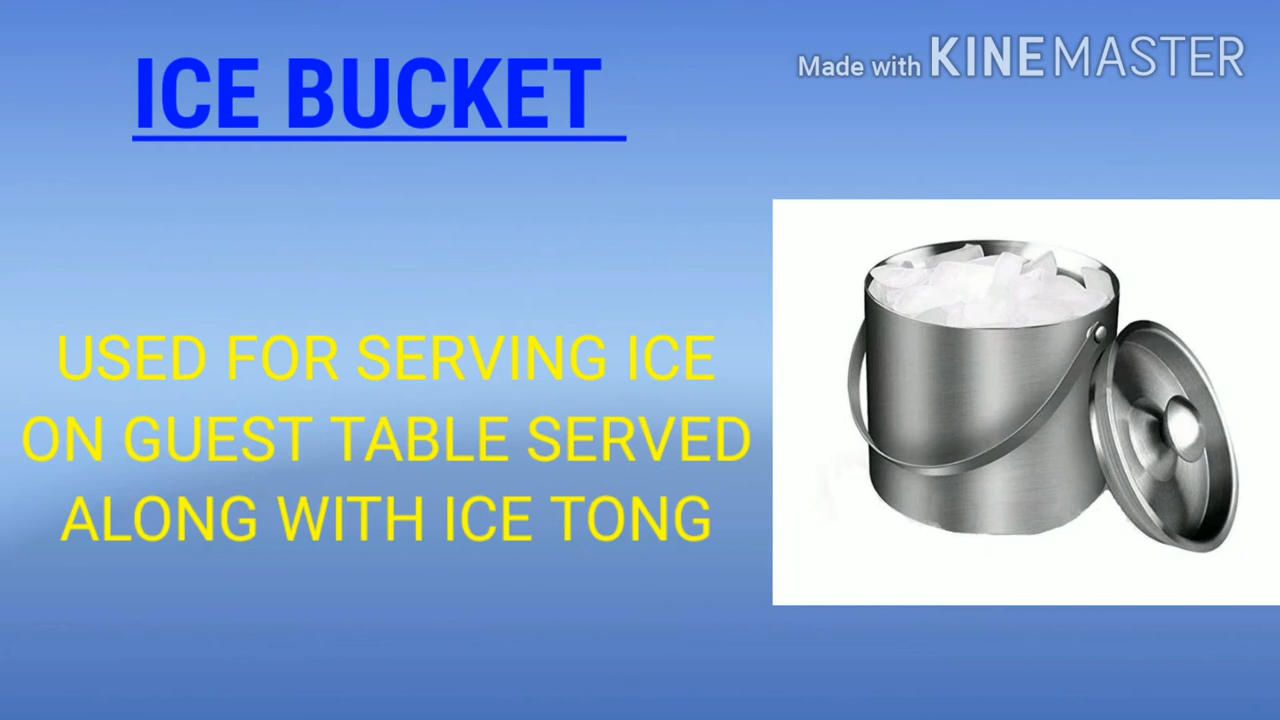 ICE BUCKET
Made with KINEMASTER
USED FOR SERVING ICE
ON GUEST TABLE SERVED
ALONG WITH ICE TONG